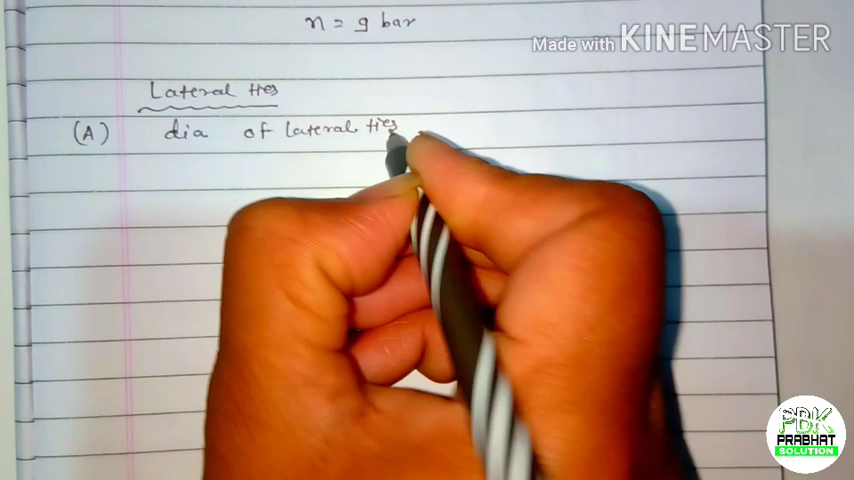 n = 9 bar
Made with KINEMASTER
Lateral ties
(A) dia of lateral ties
PBK
PRABHAT
SOLUTION